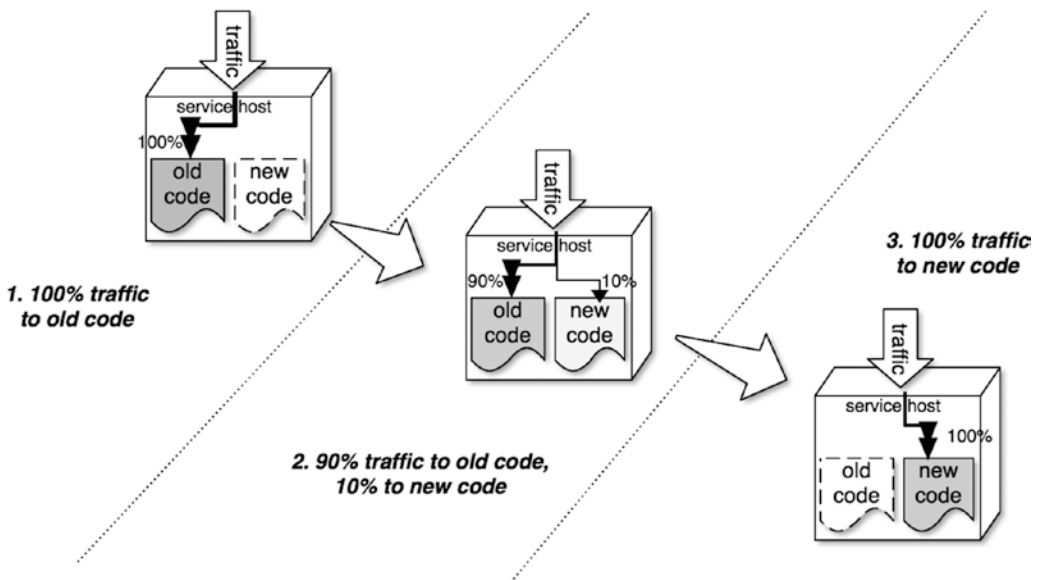 traffic
service host
100%
old
code
new
code
1. 100% traffic
to old code
traffic
service host
90%
10%
old
code
new
code
2. 90% traffic to old code,
10% to new code
3. 100% traffic
to new code
traffic
service host
100%
old
code
new
code